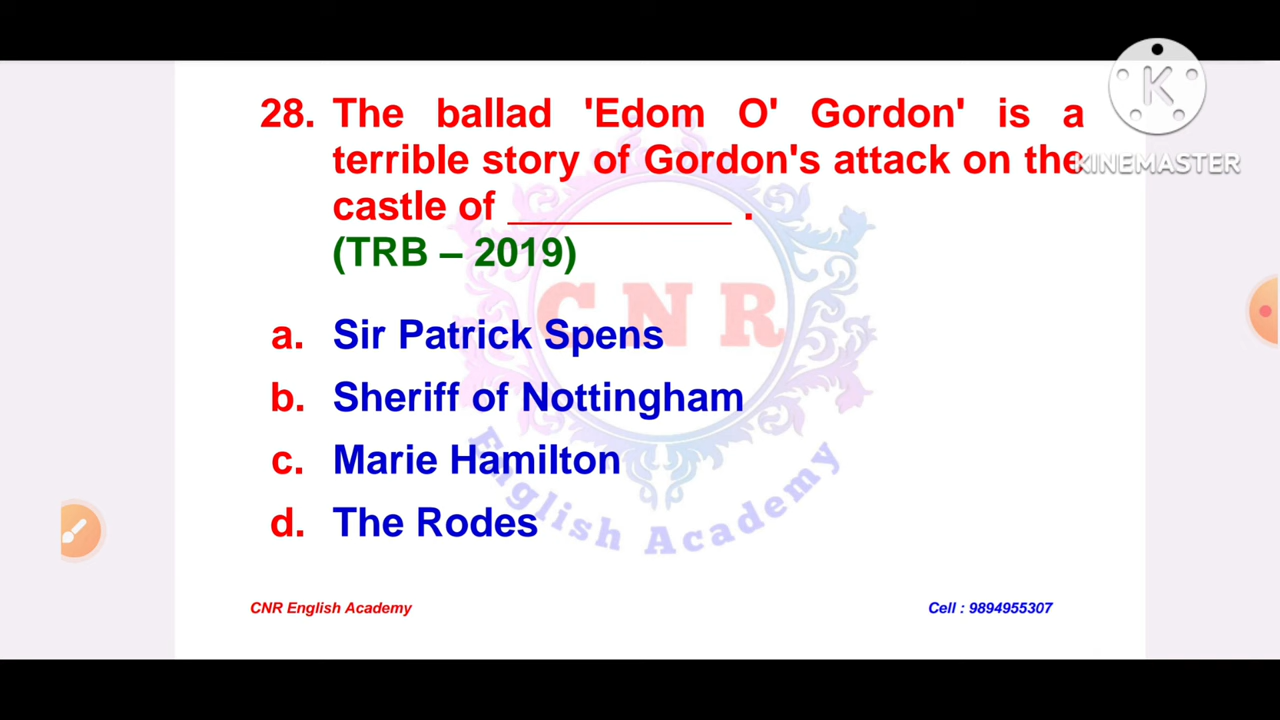 28. The ballad 'Edom O' Gordon' is a
terrible story of Gordon's attack on the
castle of __________ .
(TRB – 2019)
a. Sir Patrick Spens
b. Sheriff of Nottingham
c. Marie Hamilton
d. The Rodes
CNR
English Academy
CNR English Academy
Cell : 9894955307
K
KINEMASTER